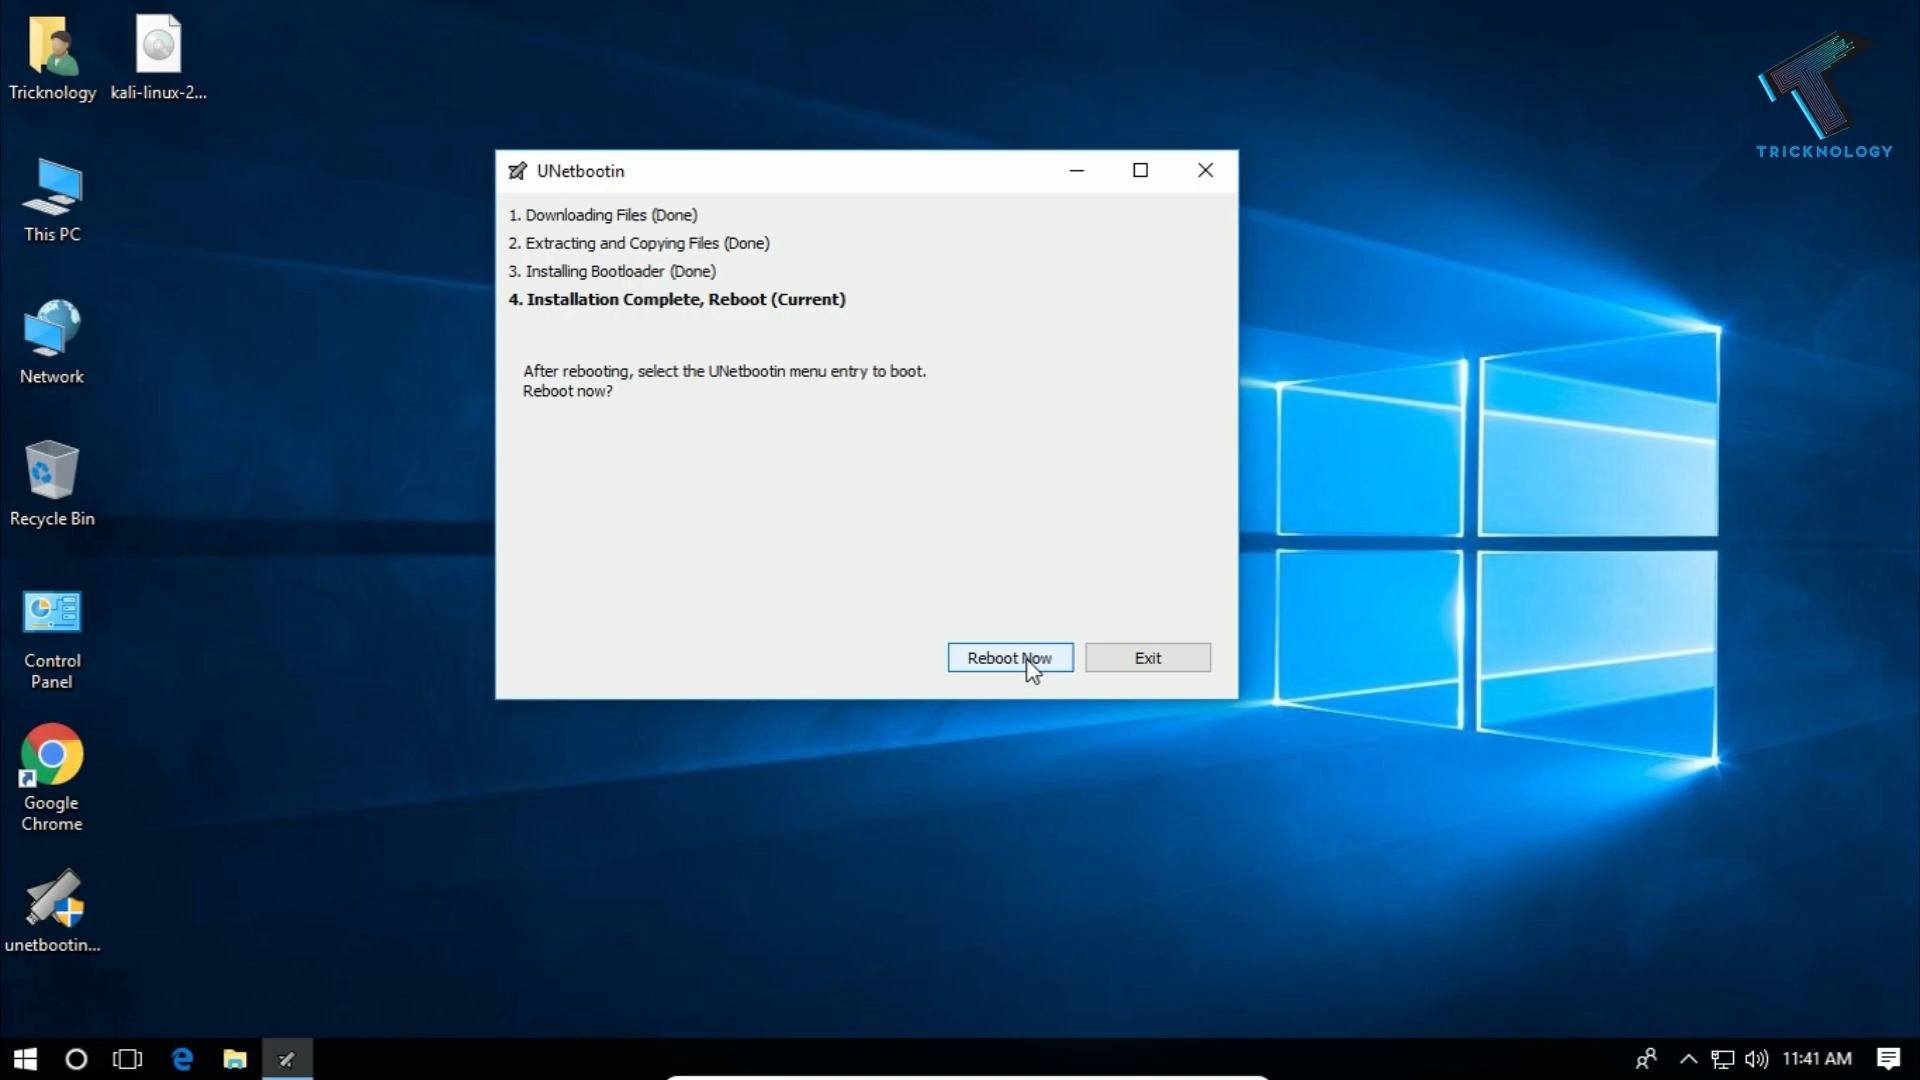 Tricknology
kali-linux-2...
This PC
Network
Recycle Bin
Control
Panel
Google
Chrome
unetbootin...
UNetbootin
1. Downloading Files (Done)
2. Extracting and Copying Files (Done)
3. Installing Bootloader (Done)
4. Installation Complete, Reboot (Current)
After rebooting, select the UNetbootin menu entry to boot.
Reboot now?
Reboot Now
Exit
TRICKNOLOGY
11:41 AM